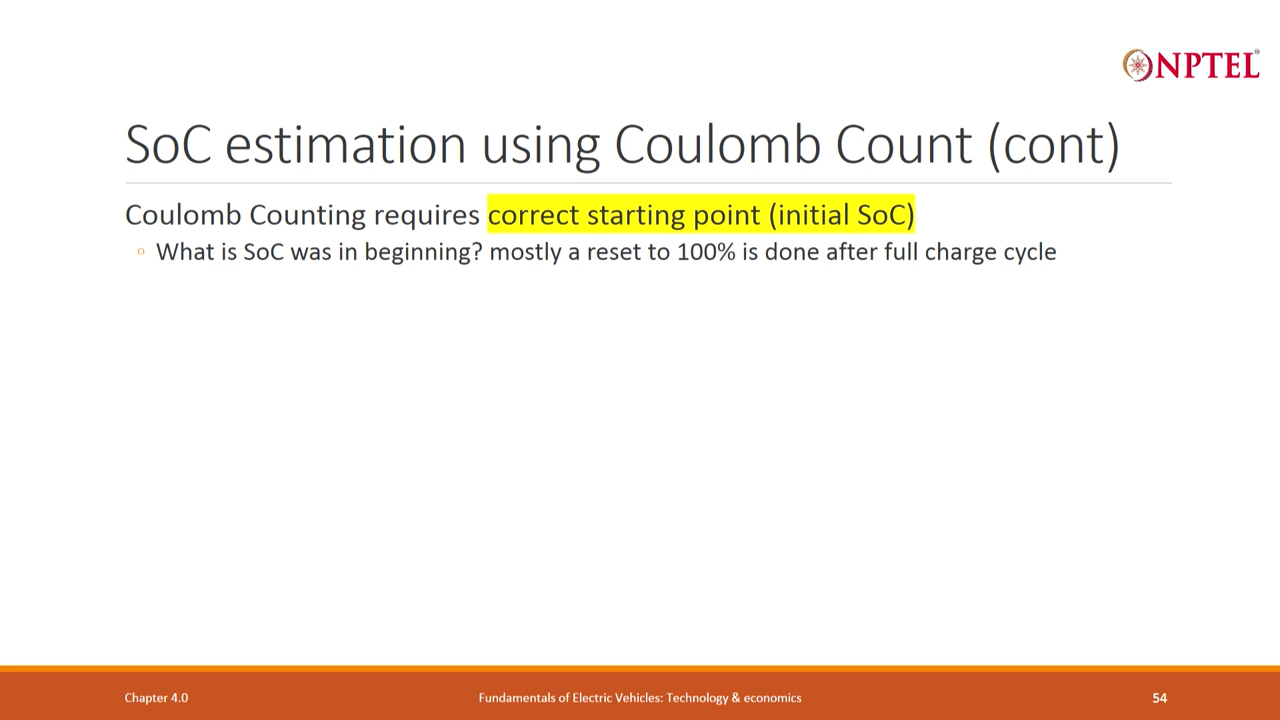 NPTEL
SoC estimation using Coulomb Count (cont)
Coulomb Counting requires correct starting point (initial SoC)
◦ What is SoC was in beginning? mostly a reset to 100% is done after full charge cycle
Chapter 4.0
Fundamentals of Electric Vehicles: Technology & economics
54